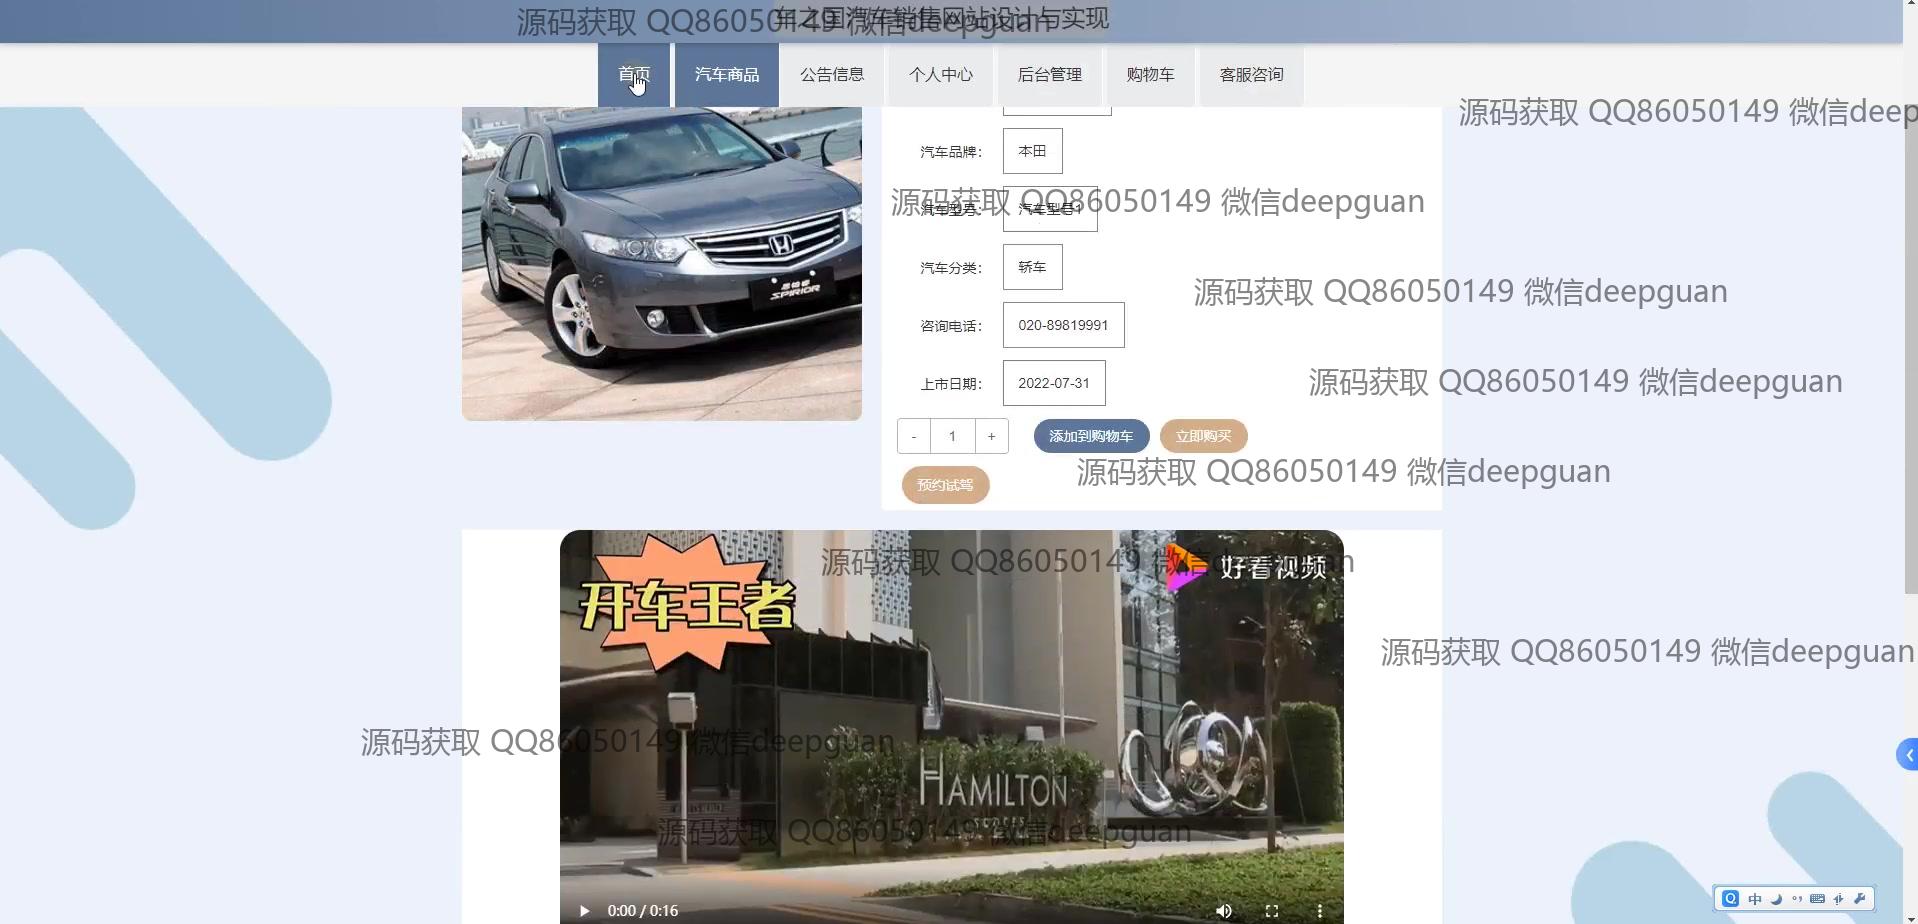 车之国汽车销售网站设计与实现
源码获取 QQ86050149 微信deepguan
首页
汽车商品
公告信息
个人中心
后台管理
购物车
客服咨询
源码获取 QQ86050149 微信deep
汽车品牌：
本田
源码获取 QQ86050149 微信deepguan
汽车型号：
汽车型号1
汽车分类：
轿车
源码获取 QQ86050149 微信deepguan
思铂睿
SPIRIOR
咨询电话：
020-89819991
上市日期：
2022-07-31
源码获取 QQ86050149 微信deepguan
- 1 +
添加到购物车
立即购买
源码获取 QQ86050149 微信deepguan
预约试驾
源码获取 QQ86050149 微信deepguan
好看视频
开车王者
源码获取 QQ86050149 微信deepguan
源码获取 QQ86050149 微信deepguan
HAMILTON
SCOTTS
源码获取 QQ86050149 微信deepguan
0:00 / 0:16
中